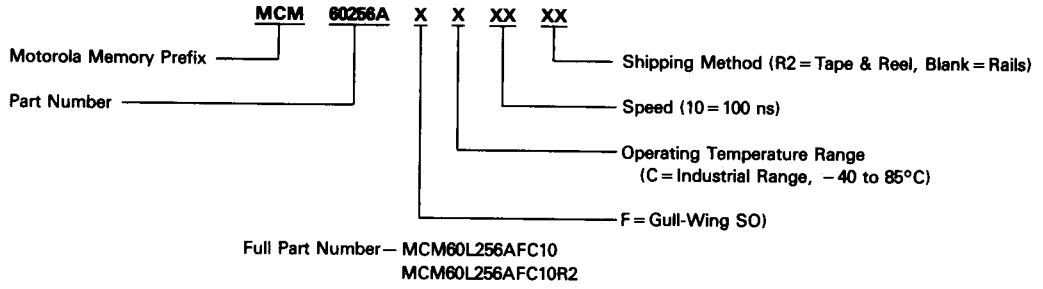 MCM 60256A X X XX XX
Motorola Memory Prefix
Shipping Method (R2 = Tape & Reel, Blank = Rails)
Part Number
Speed (10 = 100 ns)
Operating Temperature Range
(C = Industrial Range, – 40 to 85°C)
F = Gull-Wing SO)
Full Part Number— MCM60L256AFC10
MCM60L256AFC10R2